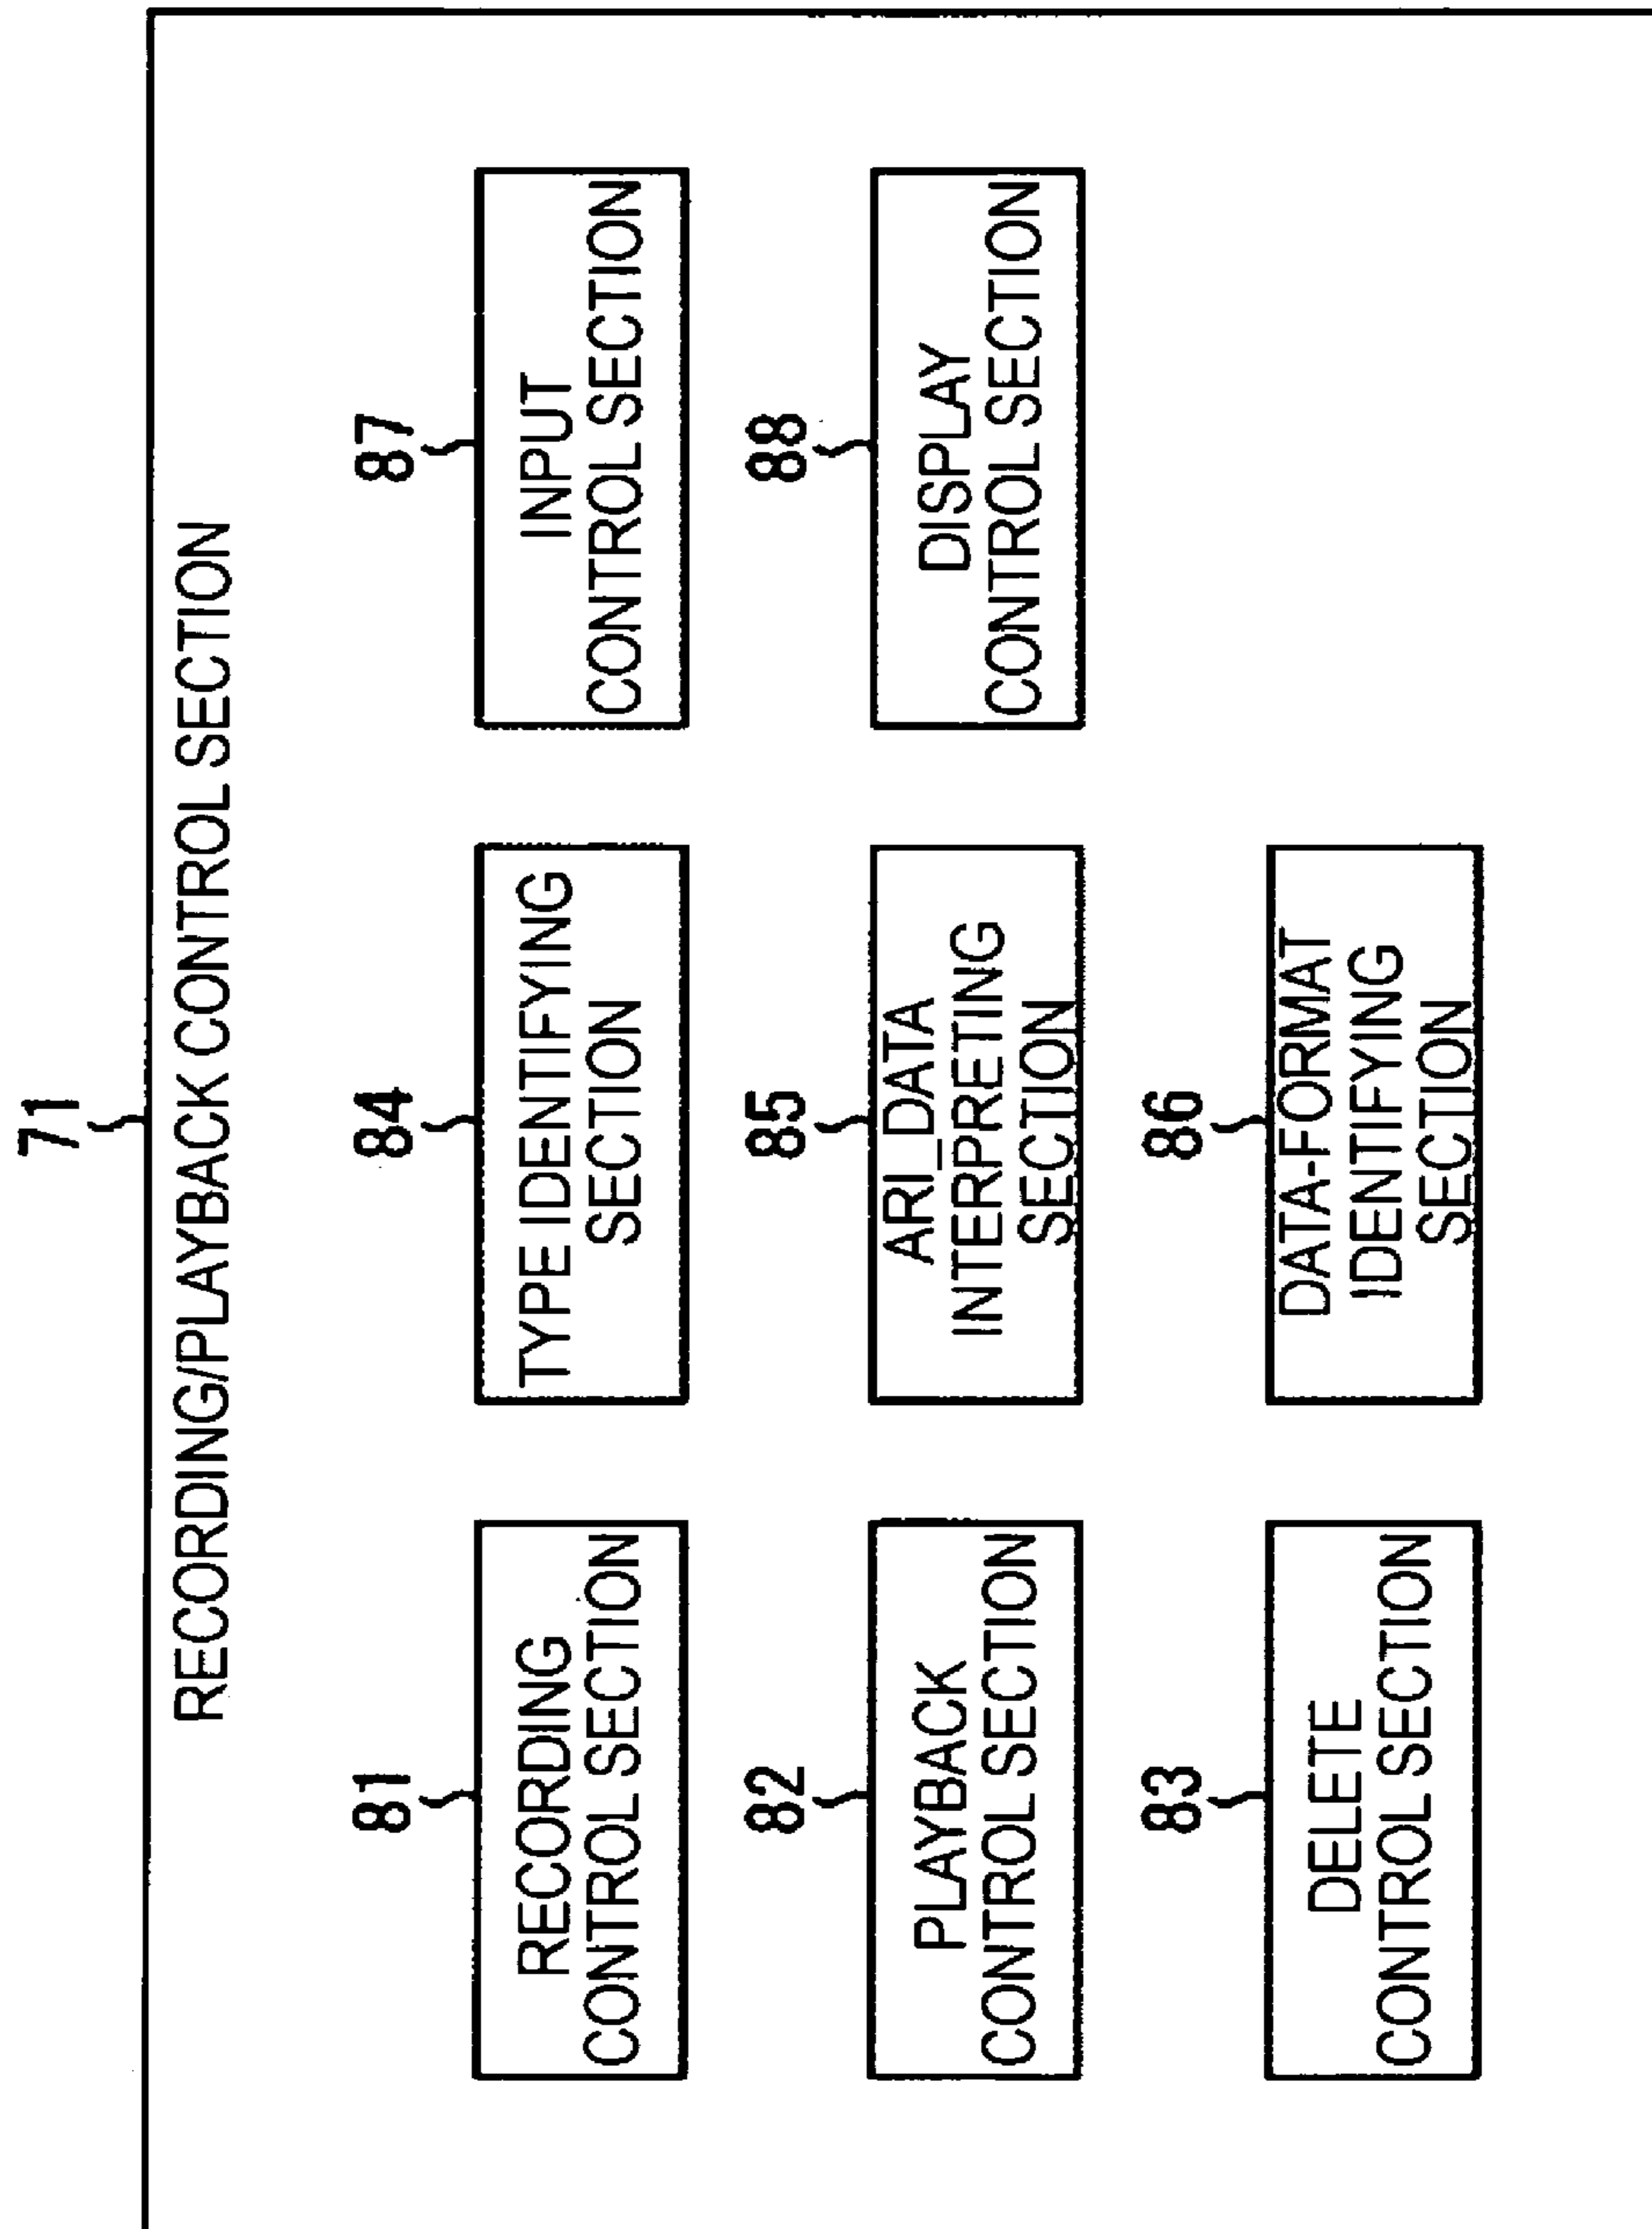 71
RECORDING/PLAYBACK CONTROL SECTION
81
RECORDING
CONTROL SECTION
84
TYPE IDENTIFYING
SECTION
87
INPUT
CONTROL SECTION
82
PLAYBACK
CONTROL SECTION
85
ARI_DATA
INTERPRETING
SECTION
88
DISPLAY
CONTROL SECTION
83
DELETE
CONTROL SECTION
86
DATA-FORMAT
IDENTIFYING
SECTION